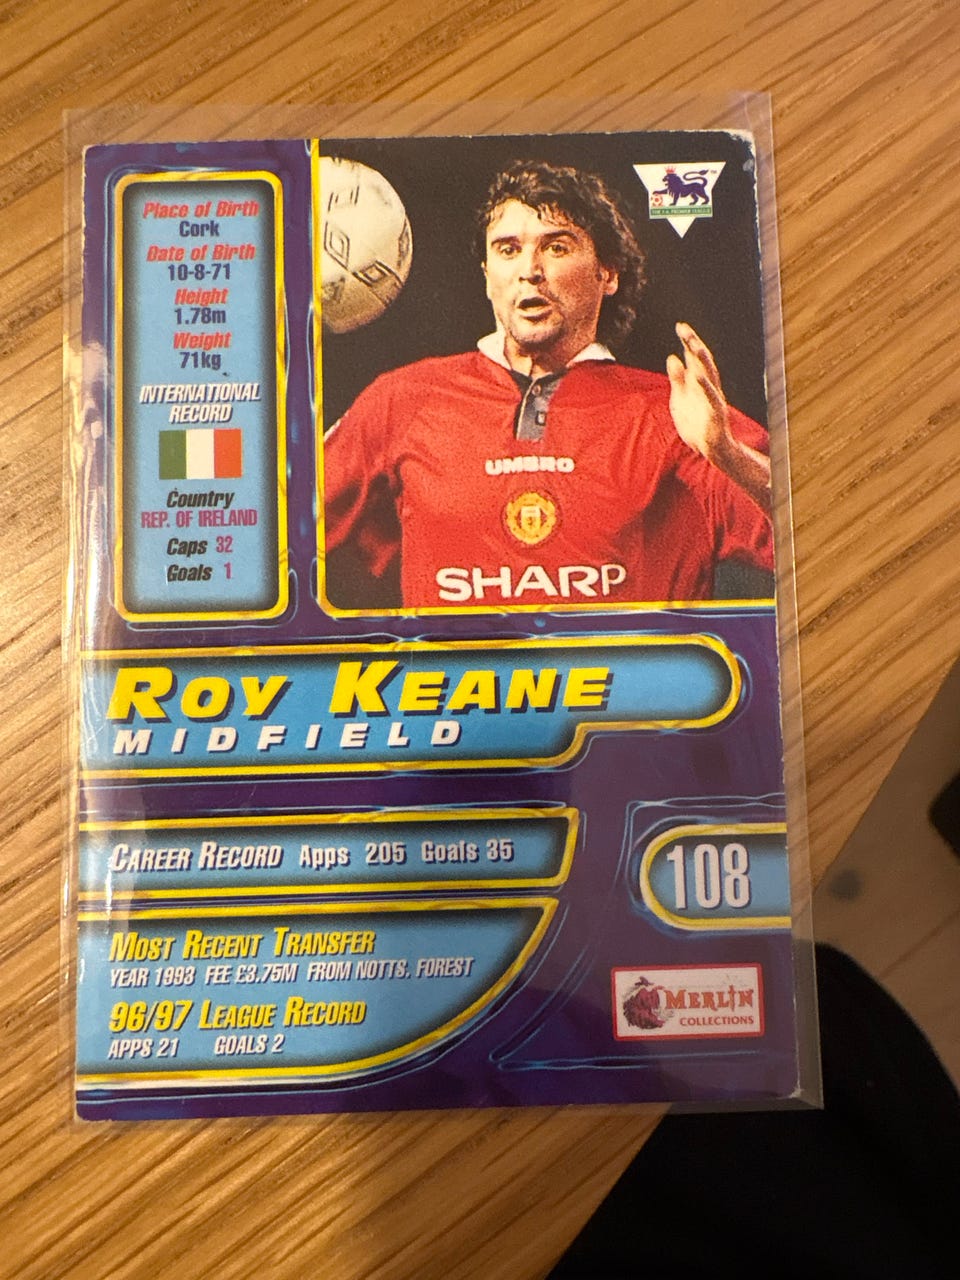 Place of Birth
Cork
Date of Birth
10-8-71
Height
1.78m
Weight
71kg
INTERNATIONAL
RECORD
Country
REP. OF IRELAND
Caps 32
Goals 1
THE F.A. PREMIER LEAGUE
UMBRO
SHARP
ROY KEANE
MIDFIELD
CAREER RECORD Apps 205 Goals 35
108
MOST RECENT TRANSFER
YEAR 1993 FEE £3.75M FROM NOTTS. FOREST
96/97 LEAGUE RECORD
APPS 21 GOALS 2
MERLIN
COLLECTIONS